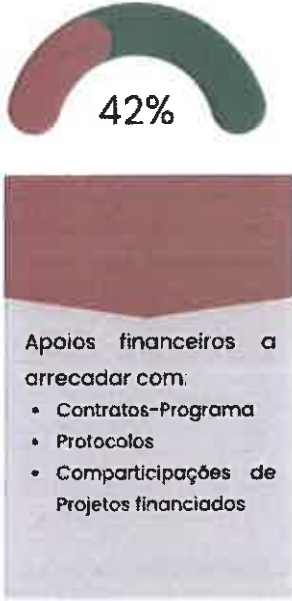 42%
Apoios financeiros a
arrecadar com:
• Contratos-Programa
• Protocolos
• Comparticipações de
Projetos financiados